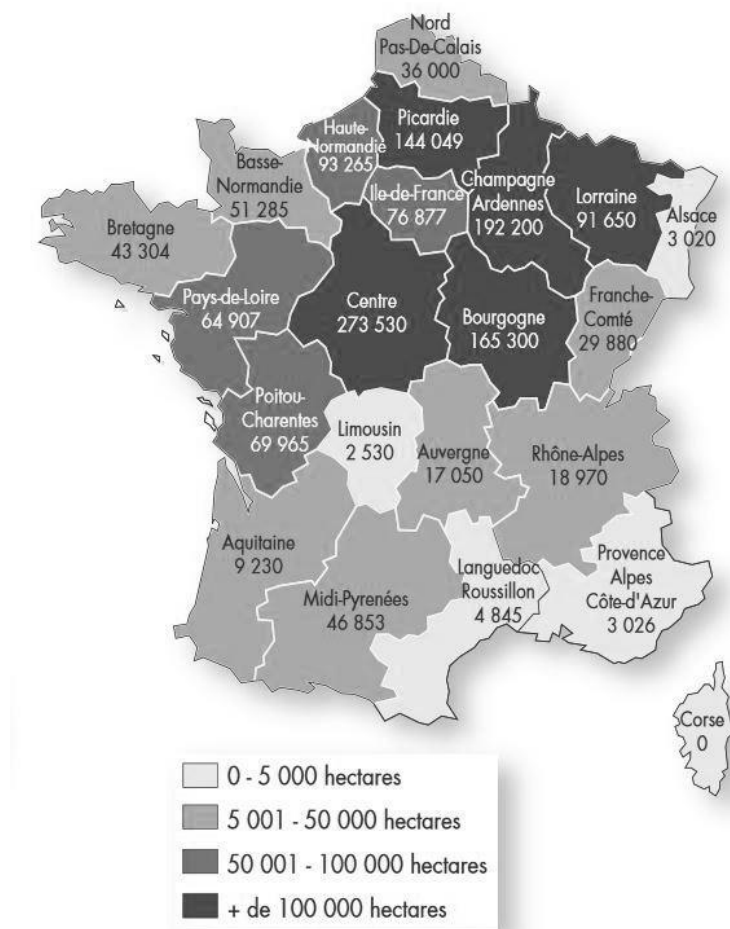 Nord
Pas-De-Calais
36 000
Picardie
144 049
Haute-
Normandie
93 265
Basse-
Normandie
51 285
Ile-de-France
76 877
Champagne
Ardennes
192 200
Lorraine
91 650
Alsace
3 020
Bretagne
43 304
Pays-de-Loire
64 907
Centre
273 530
Bourgogne
165 300
Franche-
Comté
29 880
Poitou-
Charentes
69 965
Limousin
2 530
Auvergne
17 050
Rhône-Alpes
18 970
Aquitaine
9 230
Midi-Pyrenées
46 853
Languedoc
Roussillon
4 845
Provence
Alpes
Côte-d'Azur
3 026
Corse
0
0 - 5 000 hectares
5 001 - 50 000 hectares
50 001 - 100 000 hectares
+ de 100 000 hectares